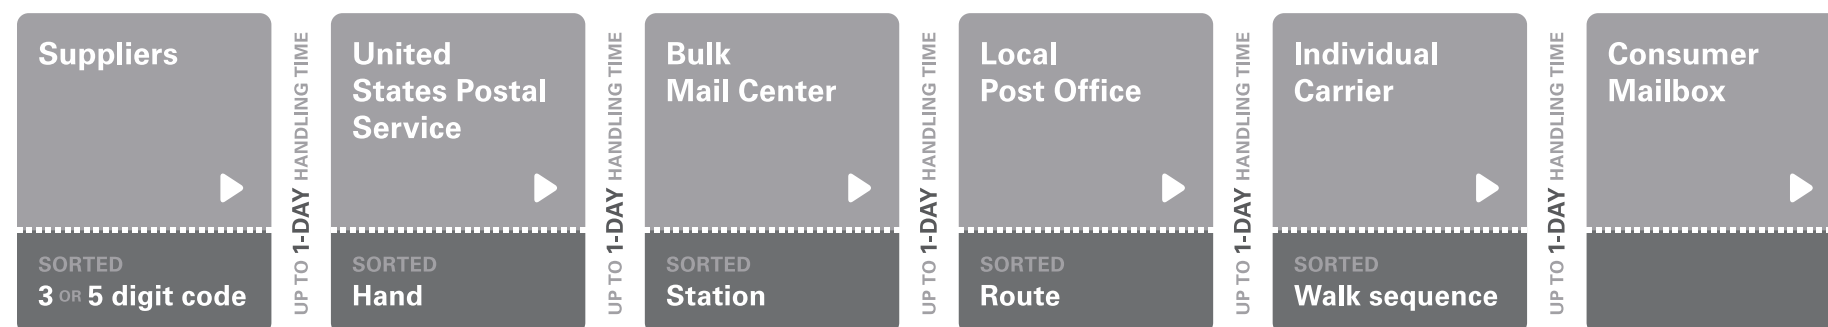 Suppliers
SORTED
3 OR 5 digit code
UP TO 1-DAY HANDLING TIME
United
States Postal
Service
SORTED
Hand
UP TO 1-DAY HANDLING TIME
Bulk
Mail Center
SORTED
Station
UP TO 1-DAY HANDLING TIME
Local
Post Office
SORTED
Route
UP TO 1-DAY HANDLING TIME
Individual
Carrier
SORTED
Walk sequence
UP TO 1-DAY HANDLING TIME
Consumer
Mailbox